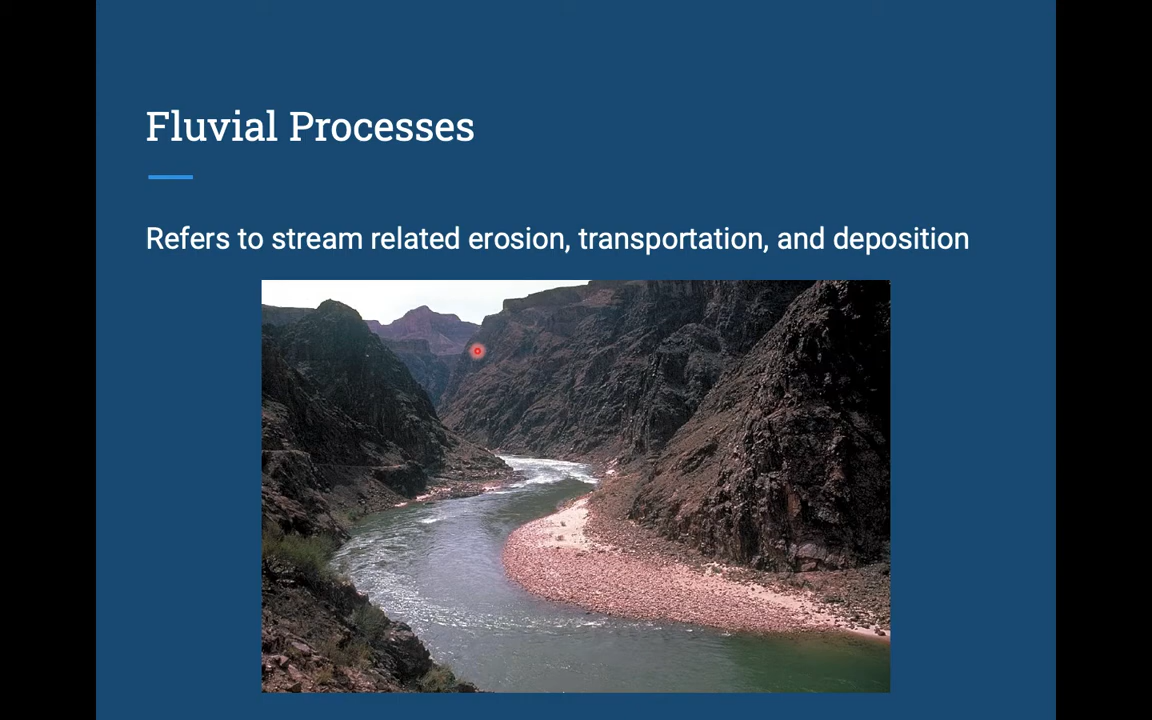 Fluvial Processes
Refers to stream related erosion, transportation, and deposition